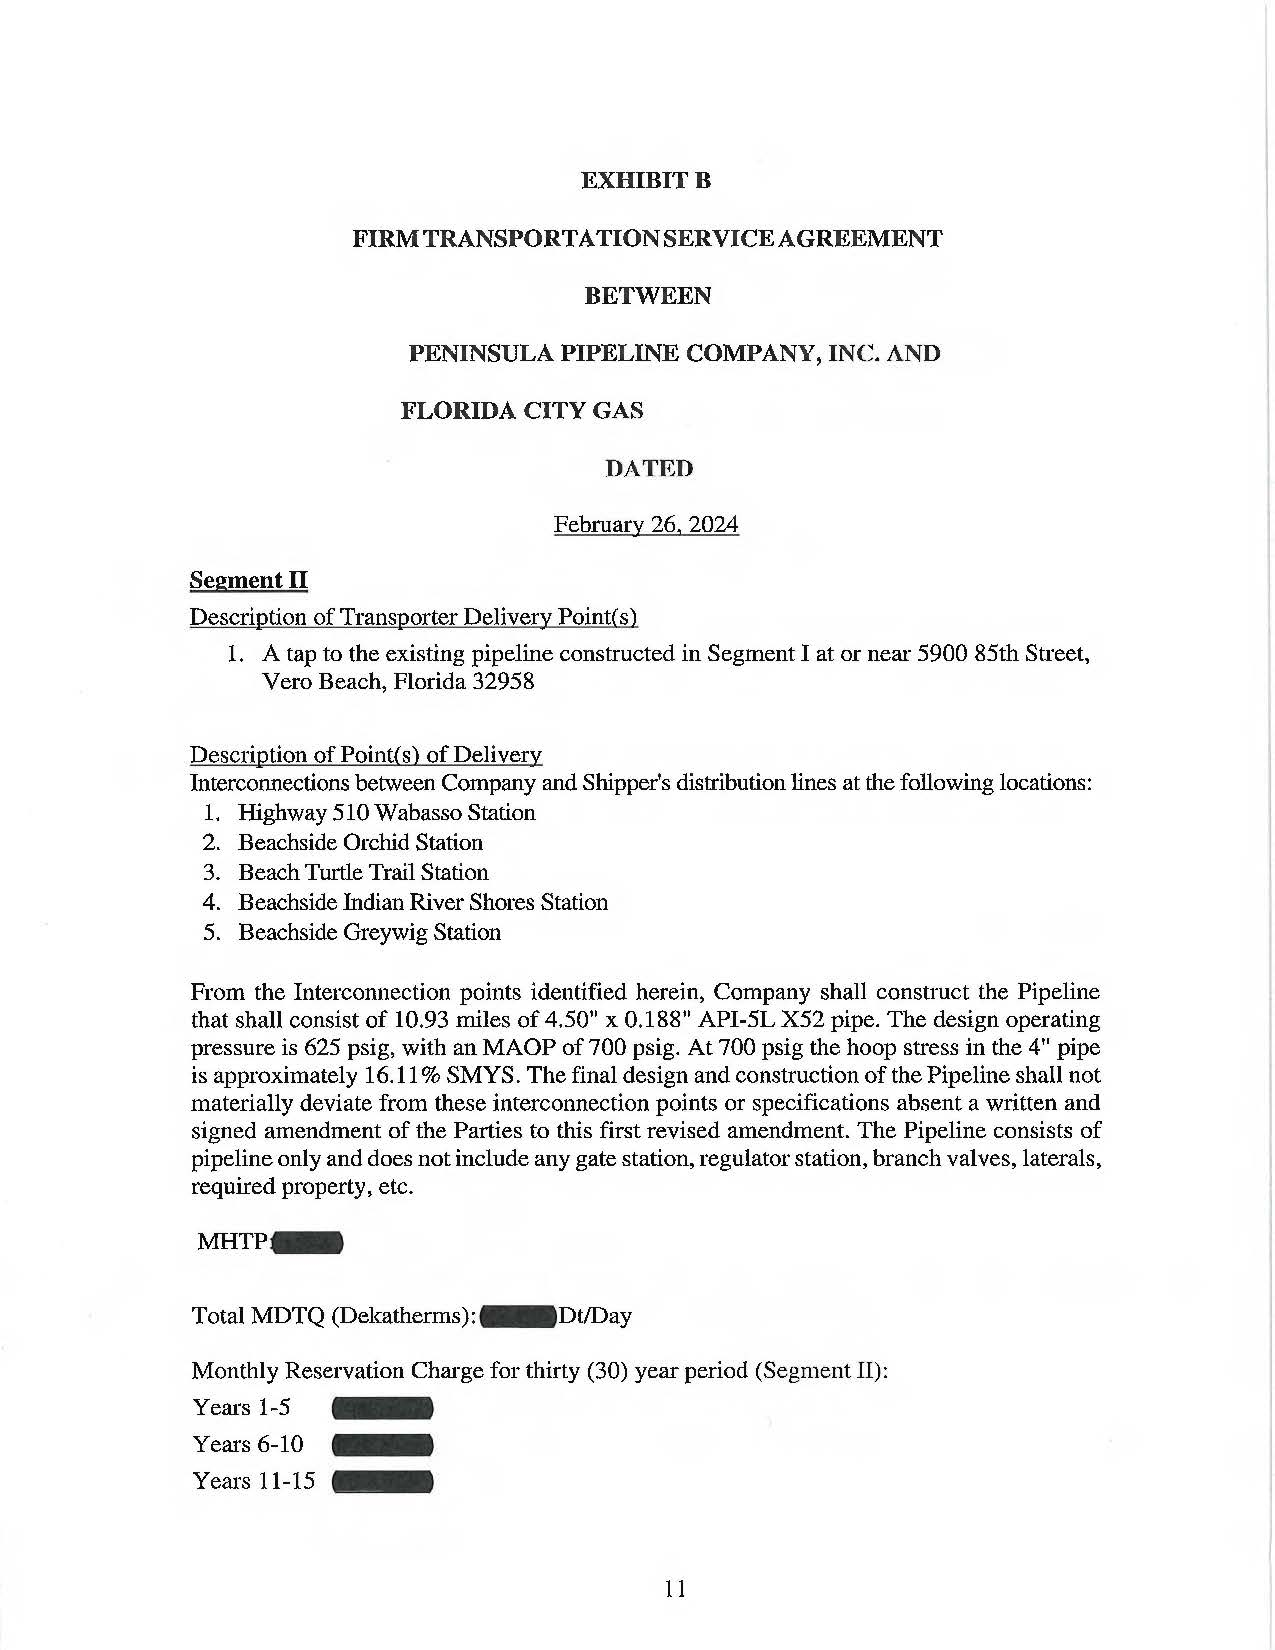 EXHIBIT B
FIRM TRANSPORTATION SERVICE AGREEMENT
BETWEEN
PENINSULA PIPELINE COMPANY, INC. AND
FLORIDA CITY GAS
DATED
February 26, 2024
Segment II
Description of Transporter Delivery Point(s)
1. A tap to the existing pipeline constructed in Segment I at or near 5900 85th Street,
Vero Beach, Florida 32958
Description of Point(s) of Delivery
Interconnections between Company and Shipper's distribution lines at the following locations:
1. Highway 510 Wabasso Station
2. Beachside Orchid Station
3. Beach Turtle Trail Station
4. Beachside Indian River Shores Station
5. Beachside Greywig Station
From the Interconnection points identified herein, Company shall construct the Pipeline
that shall consist of 10.93 miles of 4.50" x 0.188" API-5L X52 pipe. The design operating
pressure is 625 psig, with an MAOP of 700 psig. At 700 psig the hoop stress in the 4" pipe
is approximately 16.11% SMYS. The final design and construction of the Pipeline shall not
materially deviate from these interconnection points or specifications absent a written and
signed amendment of the Parties to this first revised amendment. The Pipeline consists of
pipeline only and does not include any gate station, regulator station, branch valves, laterals,
required property, etc.
MHTP:
Total MDTQ (Dekatherms): Dt/Day
Monthly Reservation Charge for thirty (30) year period (Segment II):
Years 1-5
Years 6-10
Years 11-15
11